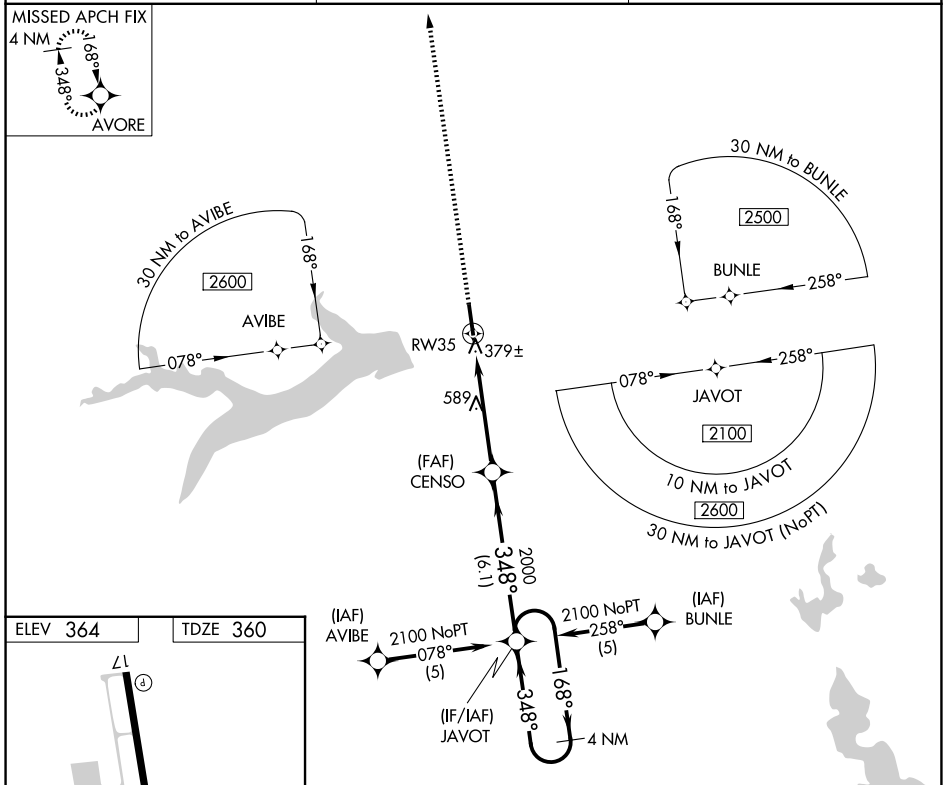 MISSED APCH FIX
4 NM
168°
348°
AVORE
30 NM to AVIBE
168°
2600
AVIBE
078°
30 NM to BUNLE
168°
2500
BUNLE
258°
RW35
379±
589
078°
258°
JAVOT
2100
10 NM to JAVOT
2600
30 NM to JAVOT (NoPT)
(FAF)
CENSO
348°
2000
(6.1)
(IAF)
AVIBE
2100 NoPT
078°
(5)
2100 NoPT
258°
(5)
(IAF)
BUNLE
(IF/IAF)
JAVOT
348°
168°
4 NM
ELEV 364
TDZE 360
17
P